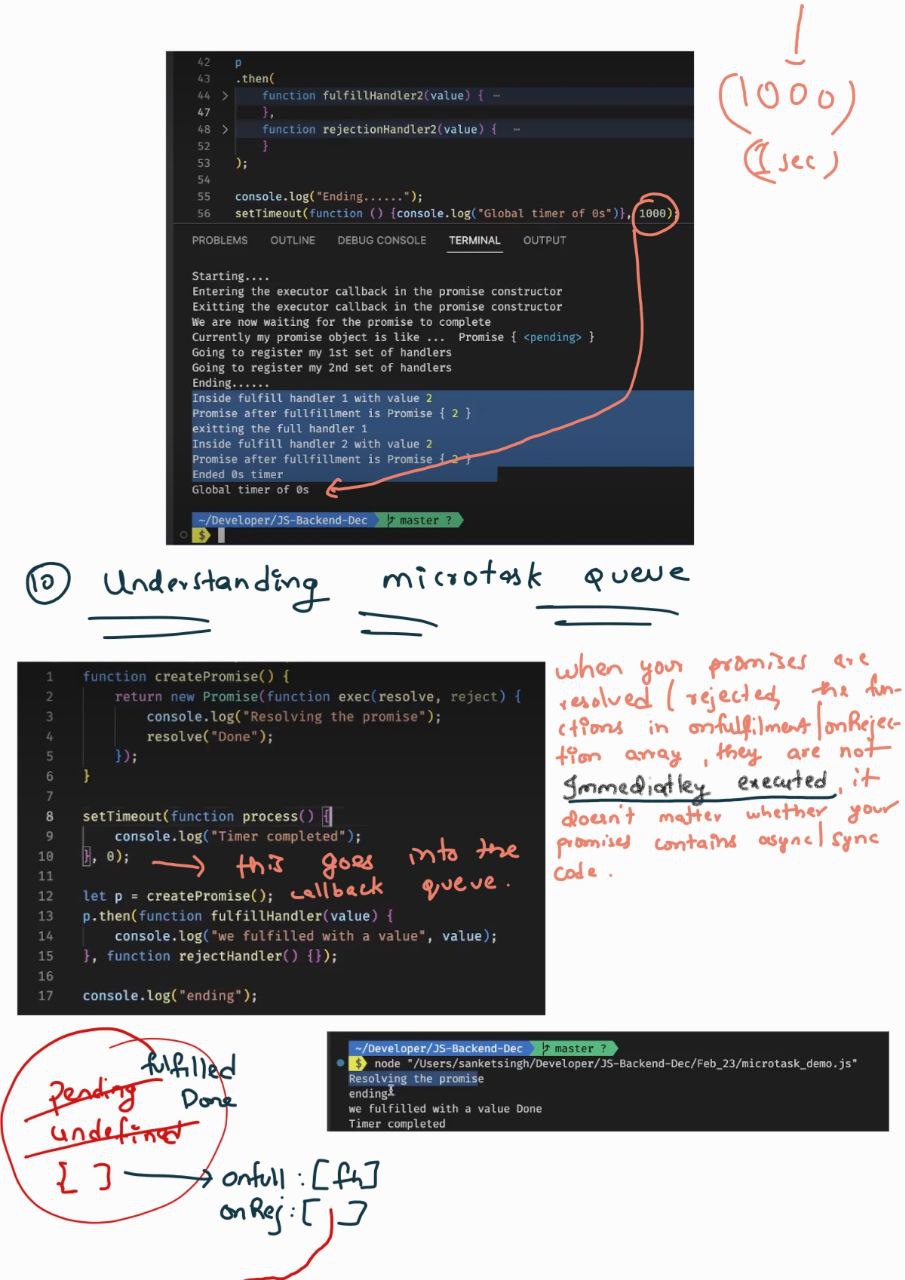 1000
(1 sec)
42 p
43 .then(
44 > function fulfillHandler2(value) { ⋯
47 },
48 > function rejectionHandler2(value) { ⋯
52 }
53 );
54
55 console.log("Ending......");
56 setTimeout(function () {console.log("Global timer of 0s")}, 1000);
PROBLEMS OUTLINE DEBUG CONSOLE TERMINAL OUTPUT
Starting....
Entering the executor callback in the promise constructor
Exitting the executor callback in the promise constructor
We are now waiting for the promise to complete
Currently my promise object is like ... Promise { <pending> }
Going to register my 1st set of handlers
Going to register my 2nd set of handlers
Ending......
Inside fulfill handler 1 with value 2
Promise after fullfillment is Promise { 2 }
exitting the full handler 1
Inside fulfill handler 2 with value 2
Promise after fullfillment is Promise { 2 }
Ended 0s timer
Global timer of 0s
~/Developer/JS-Backend-Dec master ?
$
10 Understanding microtask queue
1 function createPromise() {
2 return new Promise(function exec(resolve, reject) {
3 console.log("Resolving the promise");
4 resolve("Done");
5 });
6 }
7
8 setTimeout(function process() {
9 console.log("Timer completed");
10 }, 0);
11
12 let p = createPromise();
13 p.then(function fulfillHandler(value) {
14 console.log("we fulfilled with a value", value);
15 }, function rejectHandler() {});
16
17 console.log("ending");
this goes into the
callback queue.
when your promises are
resolved / rejected, the fun-
ctions in onfulfilment/onRejec-
tion array, they are not
Immediatley executed, it
doesn't matter whether your
promises contains async/sync
code.
~/Developer/JS-Backend-Dec master ?
$ node "/Users/sanketsingh/Developer/JS-Backend-Dec/Feb_23/microtask_demo.js"
Resolving the promise
ending
we fulfilled with a value Done
Timer completed
fulfilled
pending
Done
undefined
[ ]
onfull : [fh]
onRej : [ ]